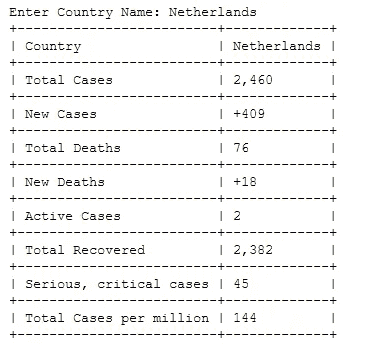 Enter Country Name: Netherlands
+------------------------+-------------+
| Country                | Netherlands |
+------------------------+-------------+
| Total Cases            | 2,460       |
+------------------------+-------------+
| New Cases              | +409        |
+------------------------+-------------+
| Total Deaths           | 76          |
+------------------------+-------------+
| New Deaths             | +18         |
+------------------------+-------------+
| Active Cases           | 2           |
+------------------------+-------------+
| Total Recovered        | 2,382       |
+------------------------+-------------+
| Serious, critical cases | 45          |
+------------------------+-------------+
| Total Cases per million | 144         |
+------------------------+-------------+